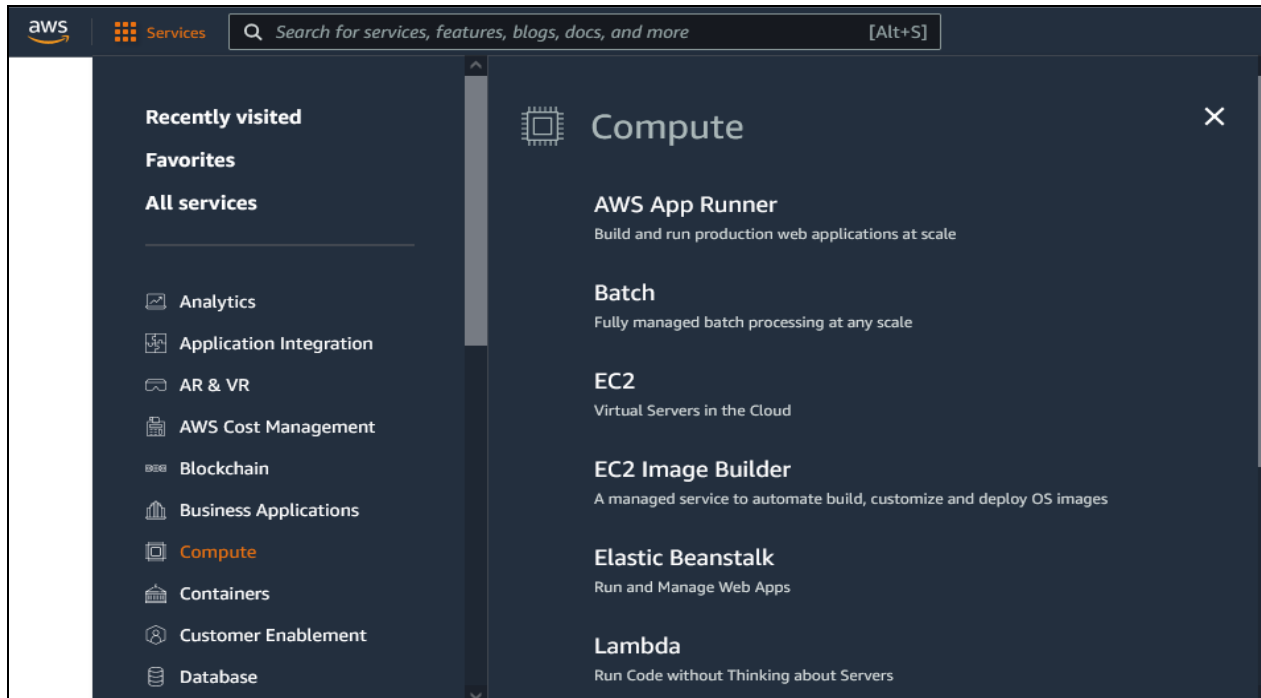 aws
Services
Search for services, features, blogs, docs, and more
[Alt+S]
Recently visited
Favorites
All services
Analytics
Application Integration
AR & VR
AWS Cost Management
Blockchain
Business Applications
Compute
Containers
Customer Enablement
Database
Compute
AWS App Runner
Build and run production web applications at scale
Batch
Fully managed batch processing at any scale
EC2
Virtual Servers in the Cloud
EC2 Image Builder
A managed service to automate build, customize and deploy OS images
Elastic Beanstalk
Run and Manage Web Apps
Lambda
Run Code without Thinking about Servers